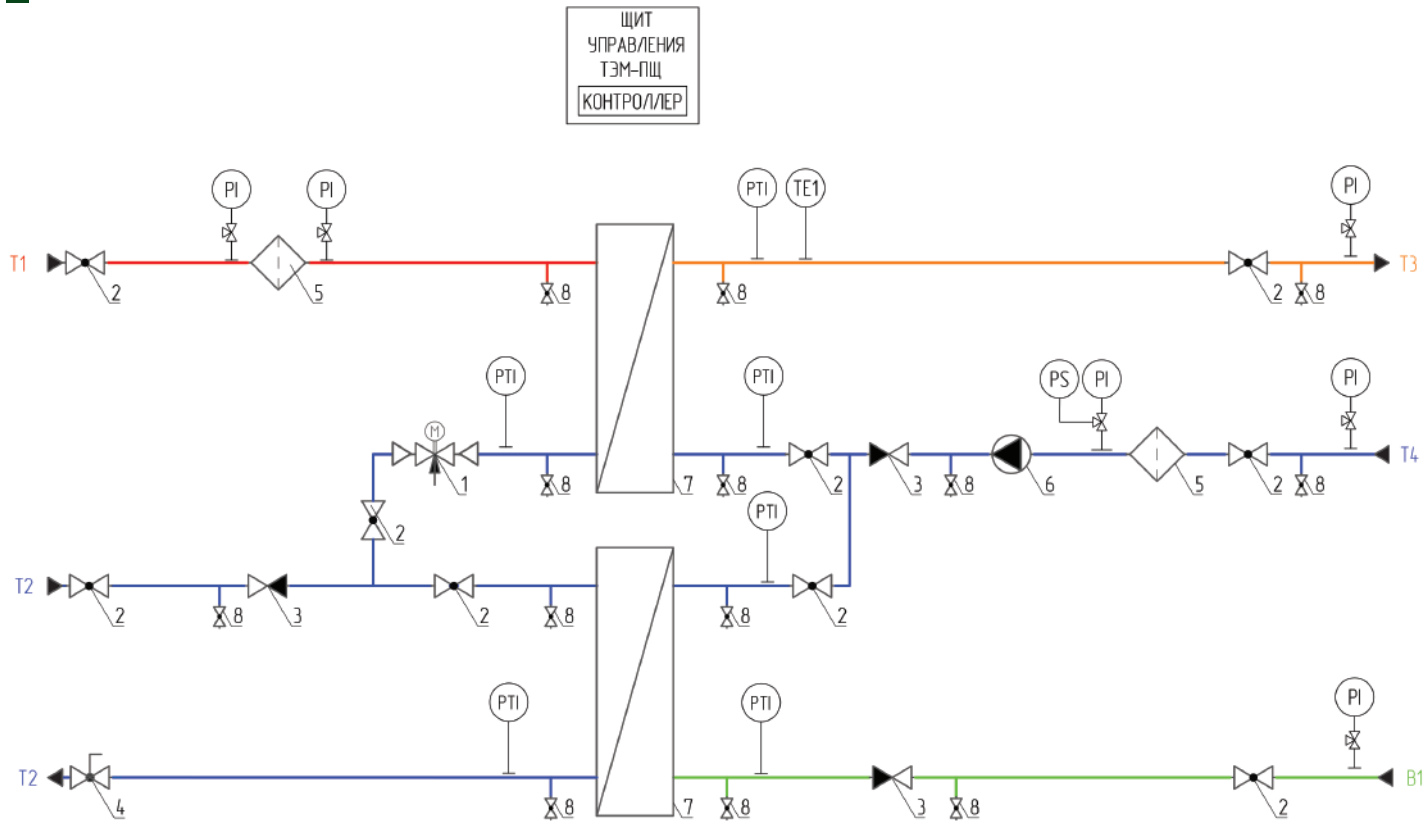 ЩИТ
УПРАВЛЕНИЯ
ТЭМ-ПЩ
КОНТРОЛЛЕР
PI PI PTI TE1 PI
T1 2 5 8 8 2 8 T3
PTI PTI PS PI PI
M
1 8 7 8 2 3 8 6 5 2 8 T4
2 PTI
T2 2 8 3 2 8 8 2
PTI PTI PI
T2 4 8 7 8 3 8 2 B1